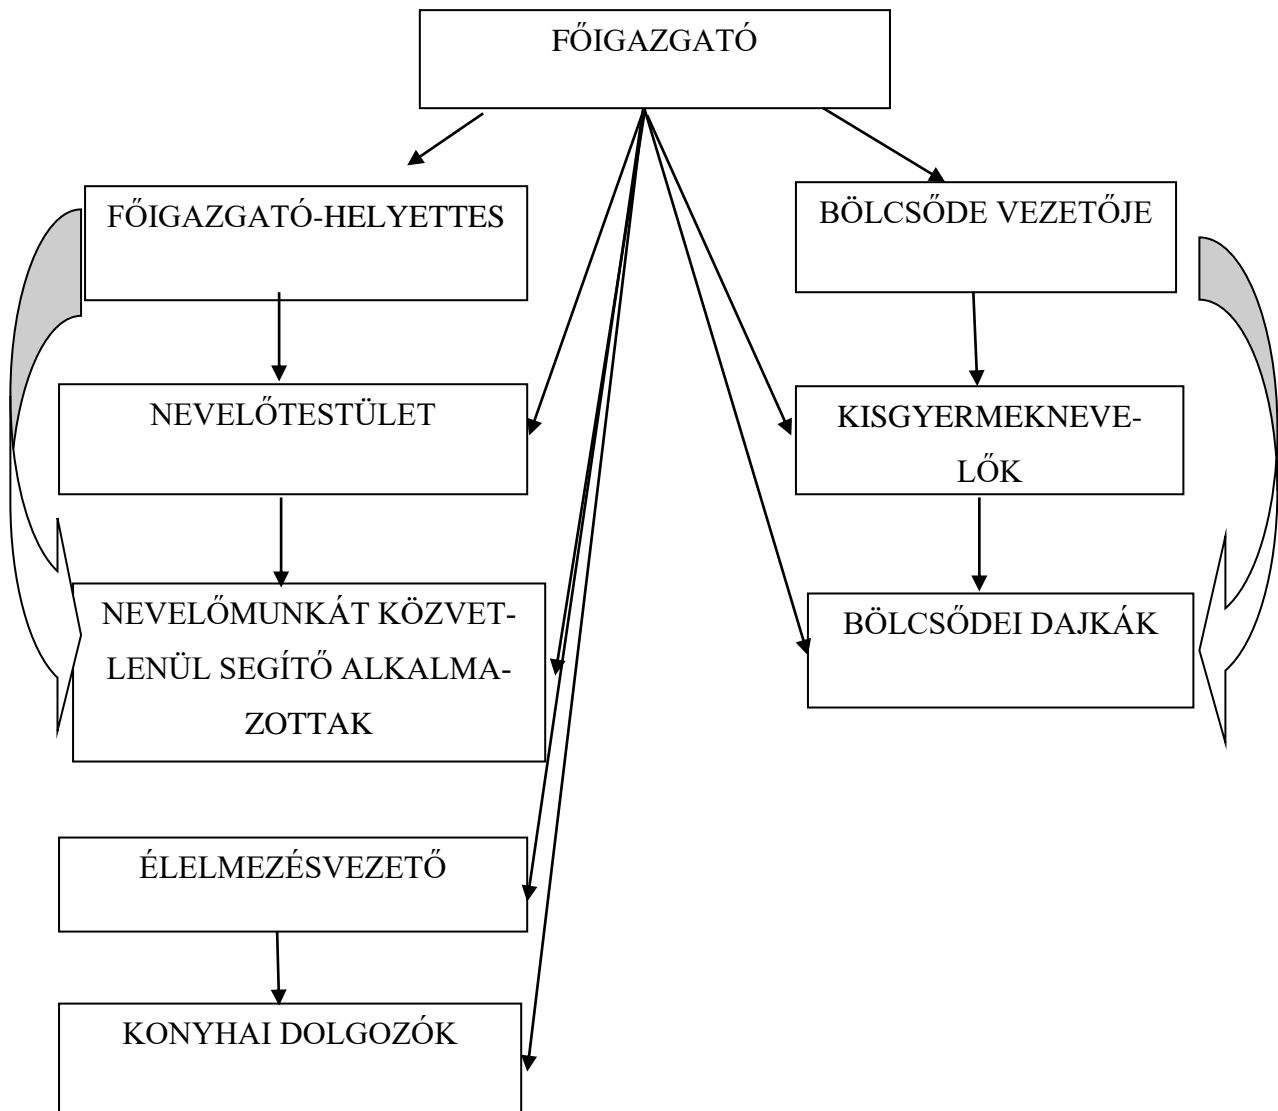 FŐIGAZGATÓ
FŐIGAZGATÓ-HELYETTES
BÖLCSŐDE VEZETŐJE
NEVELŐTESTÜLET
KISGYERMEKNEVE-
LŐK
NEVELŐMUNKÁT KÖZVET-
LENÜL SEGÍTŐ ALKALMA-
ZOTTAK
BÖLCSŐDEI DAJKÁK
ÉLELMEZÉSVEZETŐ
KONYHAI DOLGOZÓK